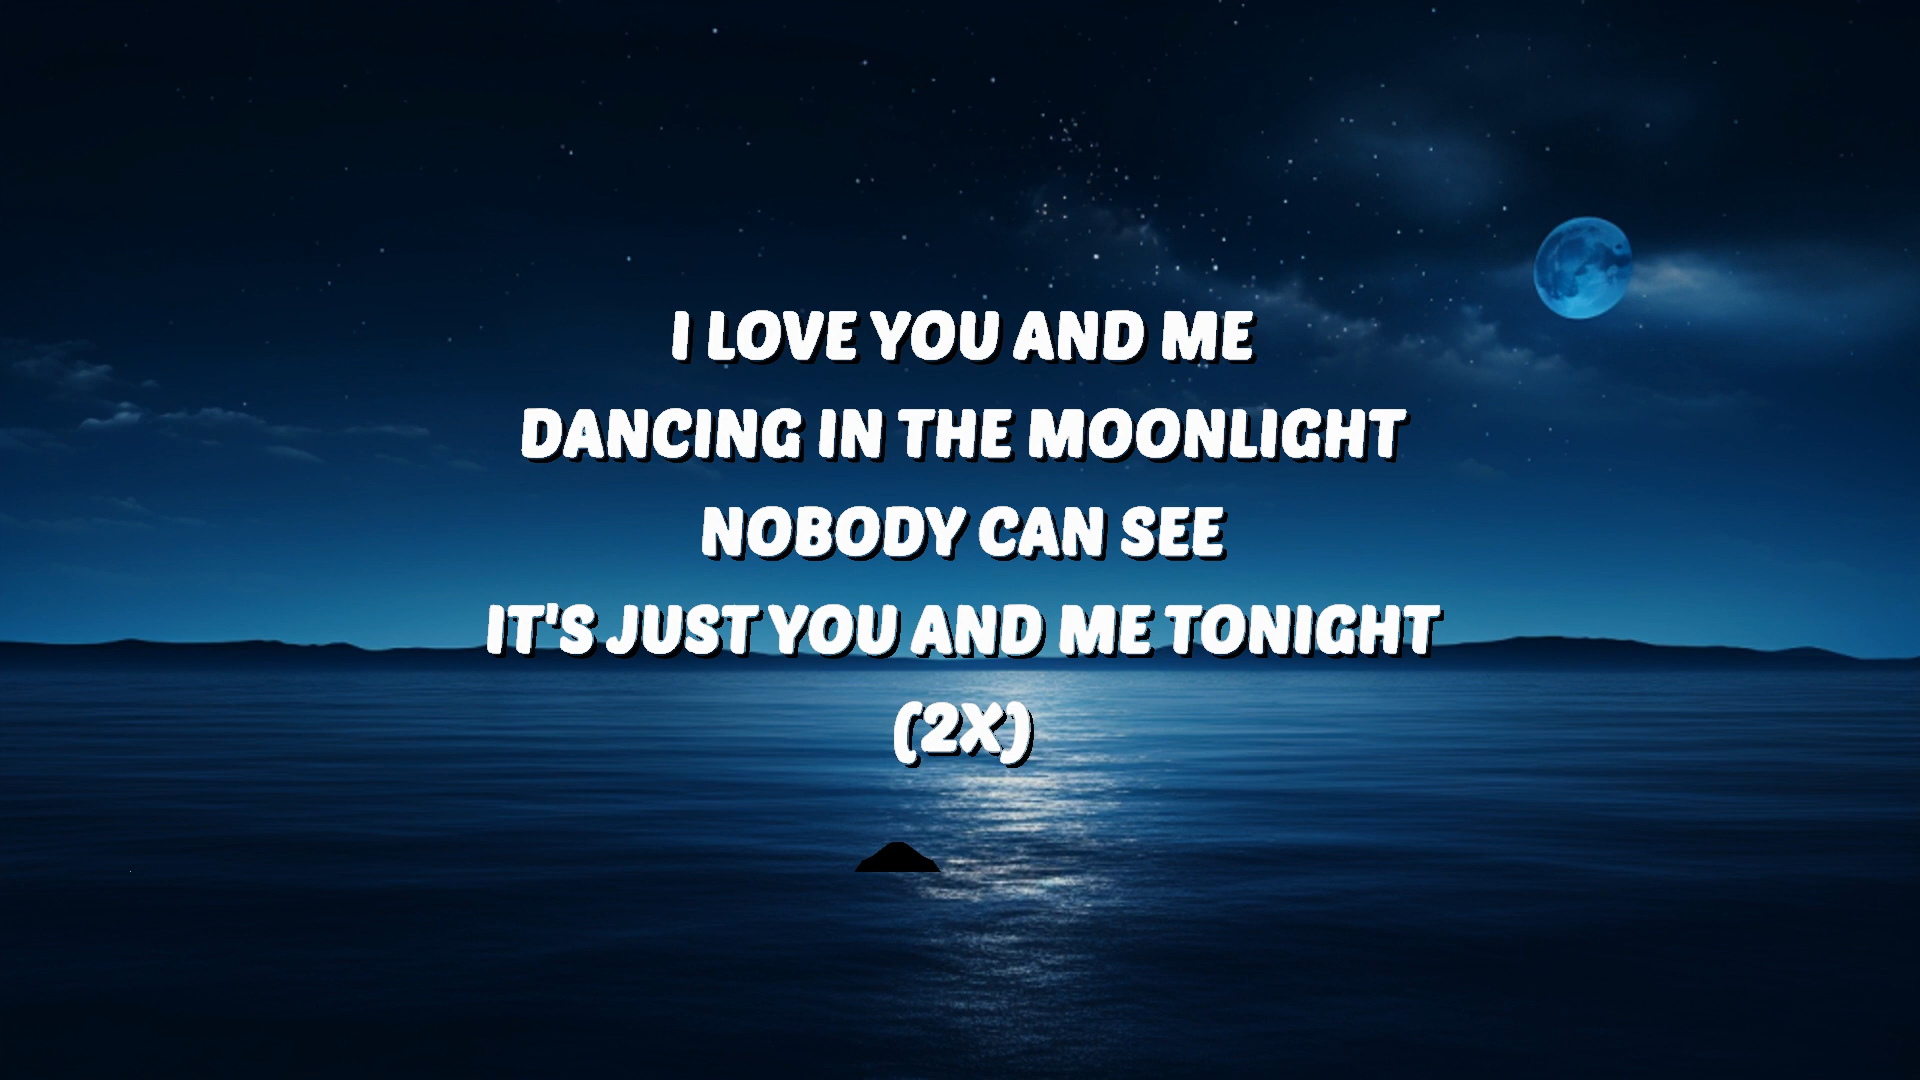 I LOVE YOU AND ME
DANCING IN THE MOONLIGHT
NOBODY CAN SEE
IT'S JUST YOU AND ME TONIGHT
(2X)